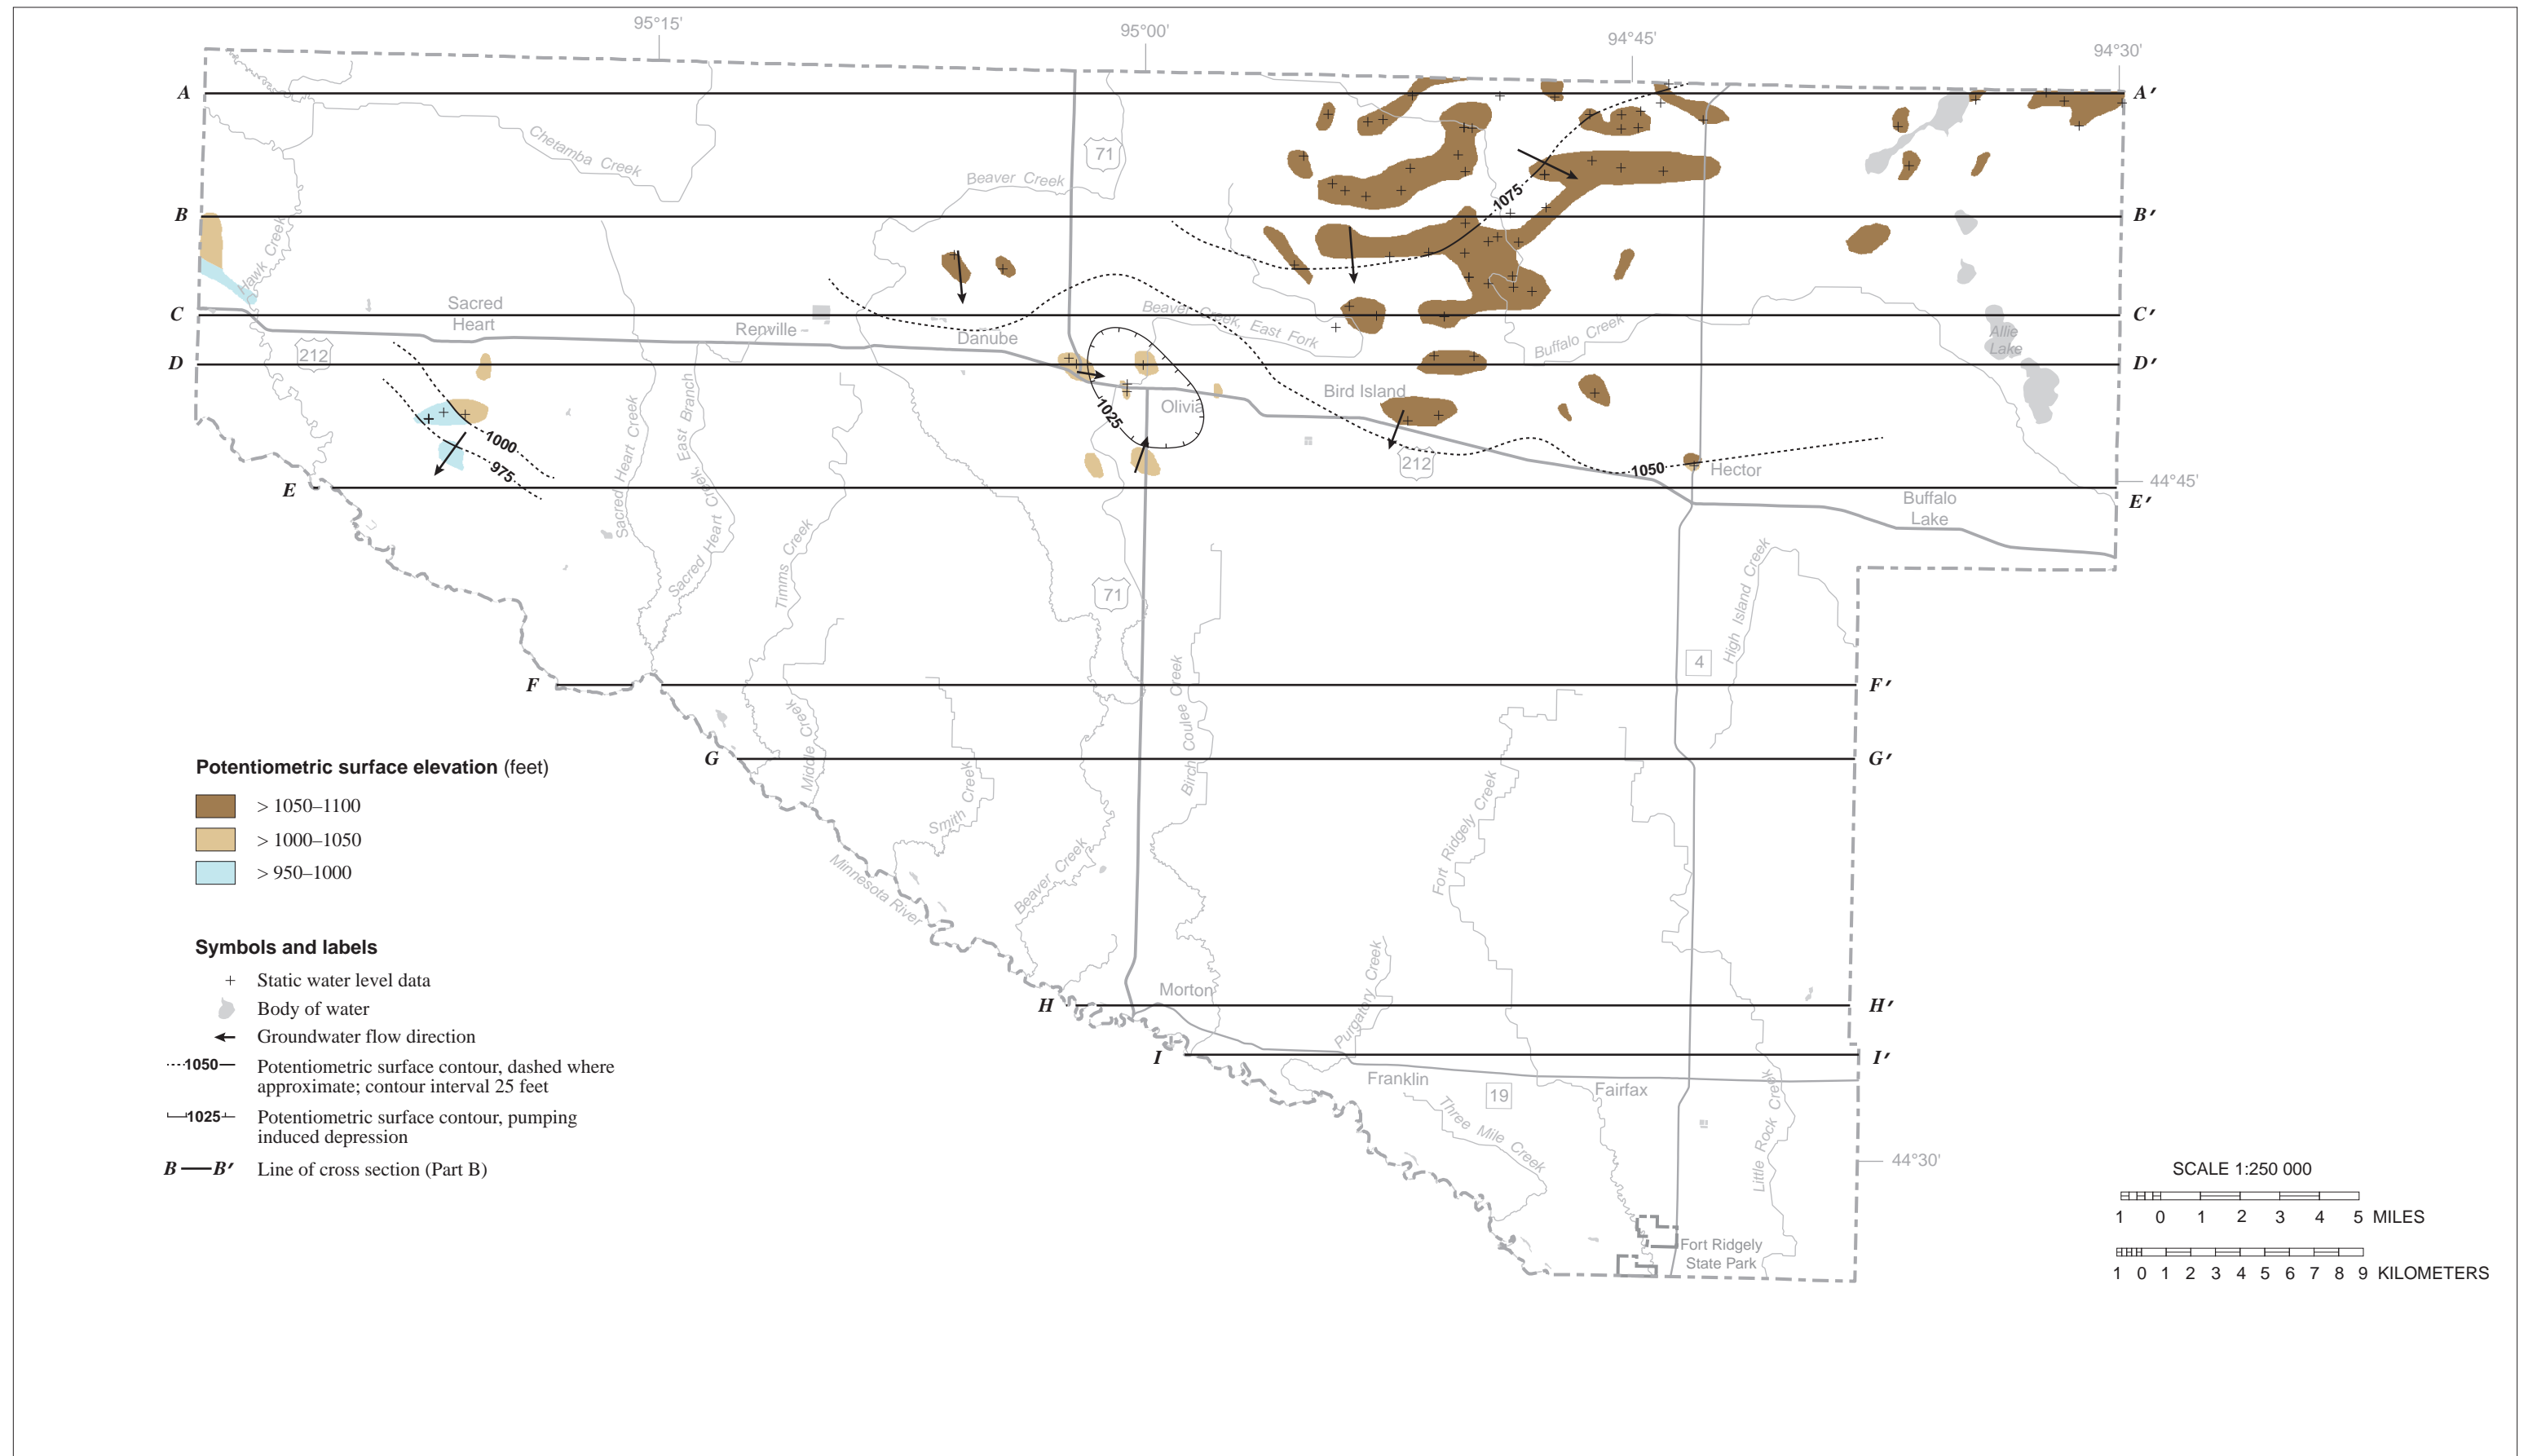 95°15'
95°00'
94°45'
94°30'
A
A'
Chetamba Creek
71
Beaver Creek
1075
B
B'
Hawk Creek
C
Sacred
Heart
Renville
Danube
Beaver Creek, East Fork
Buffalo Creek
Allie
Lake
C'
212
D
D'
Bird Island
Olivia
1025
1000
975
212
1050
Hector
44°45'
E
E'
Buffalo
Lake
Sacred Heart Creek
Sacred Heart Creek, East Branch
Timms Creek
71
High Island Creek
4
Birch Coulee Creek
F
F'
Middle Creek
G
G'
Smith Creek
Fort Ridgely Creek
Beaver Creek
Minnesota River
Purgatory Creek
Morton
H
H'
I
I'
Franklin
19
Fairfax
Three Mile Creek
Little Rock Creek
44°30'
Fort Ridgely
State Park
Potentiometric surface elevation (feet)
> 1050–1100
> 1000–1050
> 950–1000
Symbols and labels
Static water level data
Body of water
Groundwater flow direction
1050 Potentiometric surface contour, dashed where
approximate; contour interval 25 feet
1025 Potentiometric surface contour, pumping
induced depression
B B' Line of cross section (Part B)
SCALE 1:250 000
1 0 1 2 3 4 5 MILES
1 0 1 2 3 4 5 6 7 8 9 KILOMETERS